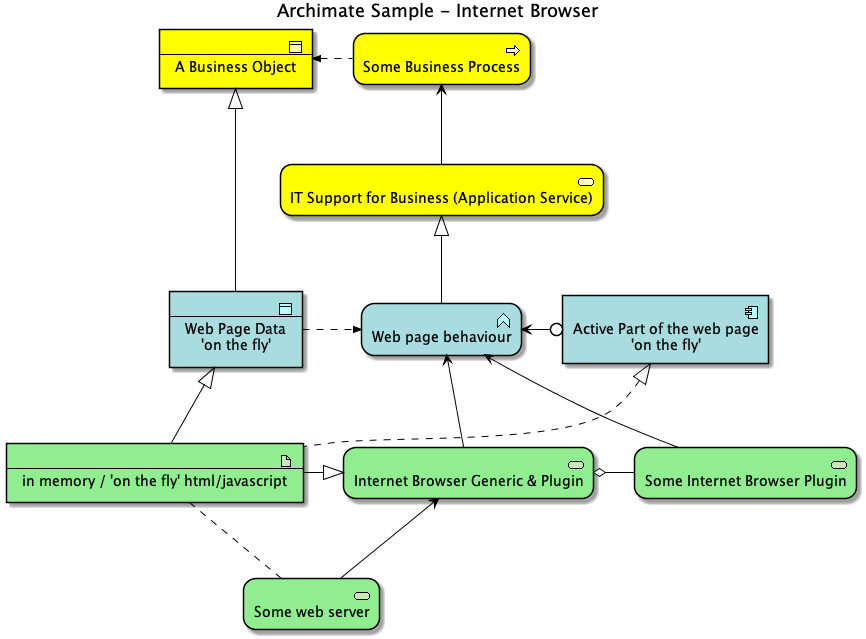 Archimate Sample - Internet Browser
A Business Object
Some Business Process
IT Support for Business (Application Service)
Web Page Data
'on the fly'
Web page behaviour
Active Part of the web page
'on the fly'
in memory / 'on the fly' html/javascript
Internet Browser Generic & Plugin
Some Internet Browser Plugin
Some web server